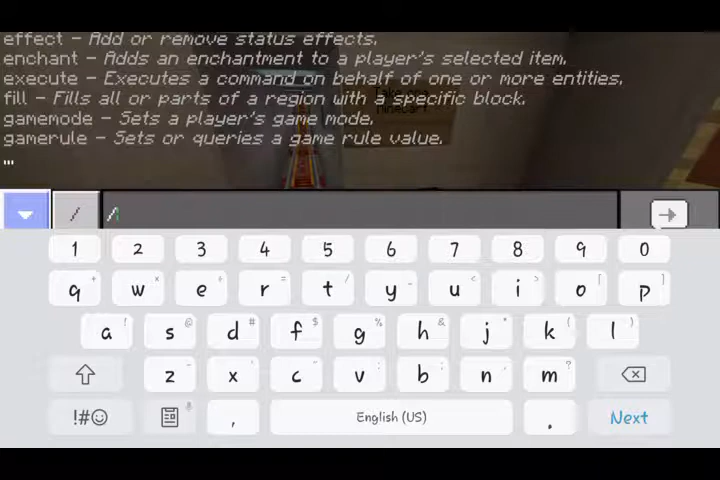 effect – Add or remove status effects.
enchant – Adds an enchantment to a player's selected item.
execute – Executes a command on behalf of one or more entities.
fill – Fills all or parts of a region with a specific block.
gamemode – Sets a player's game mode.
gamerule – Sets or queries a game rule value.
...
/ /
1 2 3 4 5 6 7 8 9 0
q w e r t y u i o p
a s d f g h j k l
z x c v b n m
!#☺ , English (US) . Next